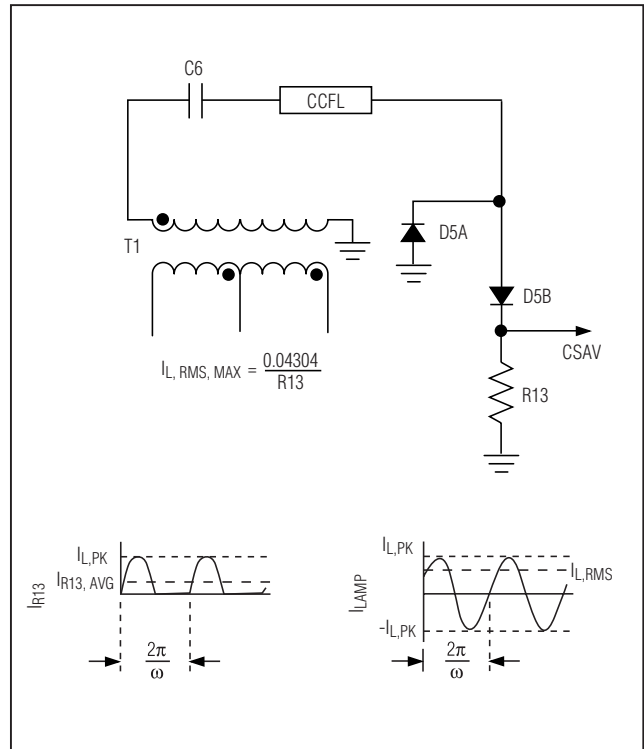 C6
CCFL
D5A
T1
D5B
CSAV
I_L, RMS, MAX = 0.04304 / R13
R13
I_L,PK
I_R13, AVG
I_R13
2π / ω
I_L,PK
I_L,RMS
I_LAMP
-I_L,PK
2π / ω